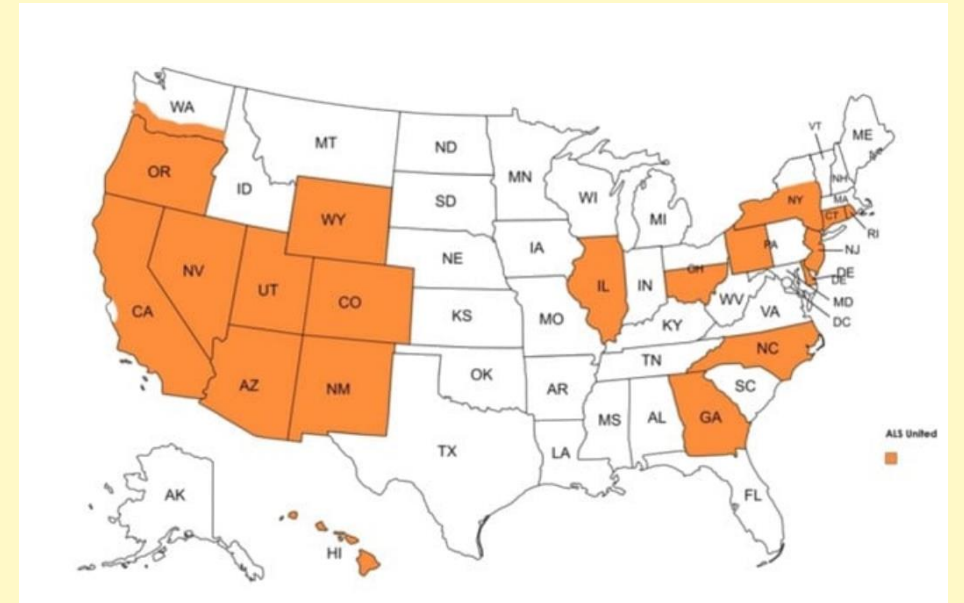 WA
MT
ND
MN
VT
ME
OR
ID
WY
SD
WI
MI
NH
NY
MA
CT
RI
NV
UT
CO
NE
IA
IL
IN
OH
PA
NJ
DE
DE
MD
DC
CA
KS
MO
KY
WV
VA
AZ
NM
OK
AR
TN
NC
SC
MS
AL
GA
TX
LA
FL
AK
HI
ALS United